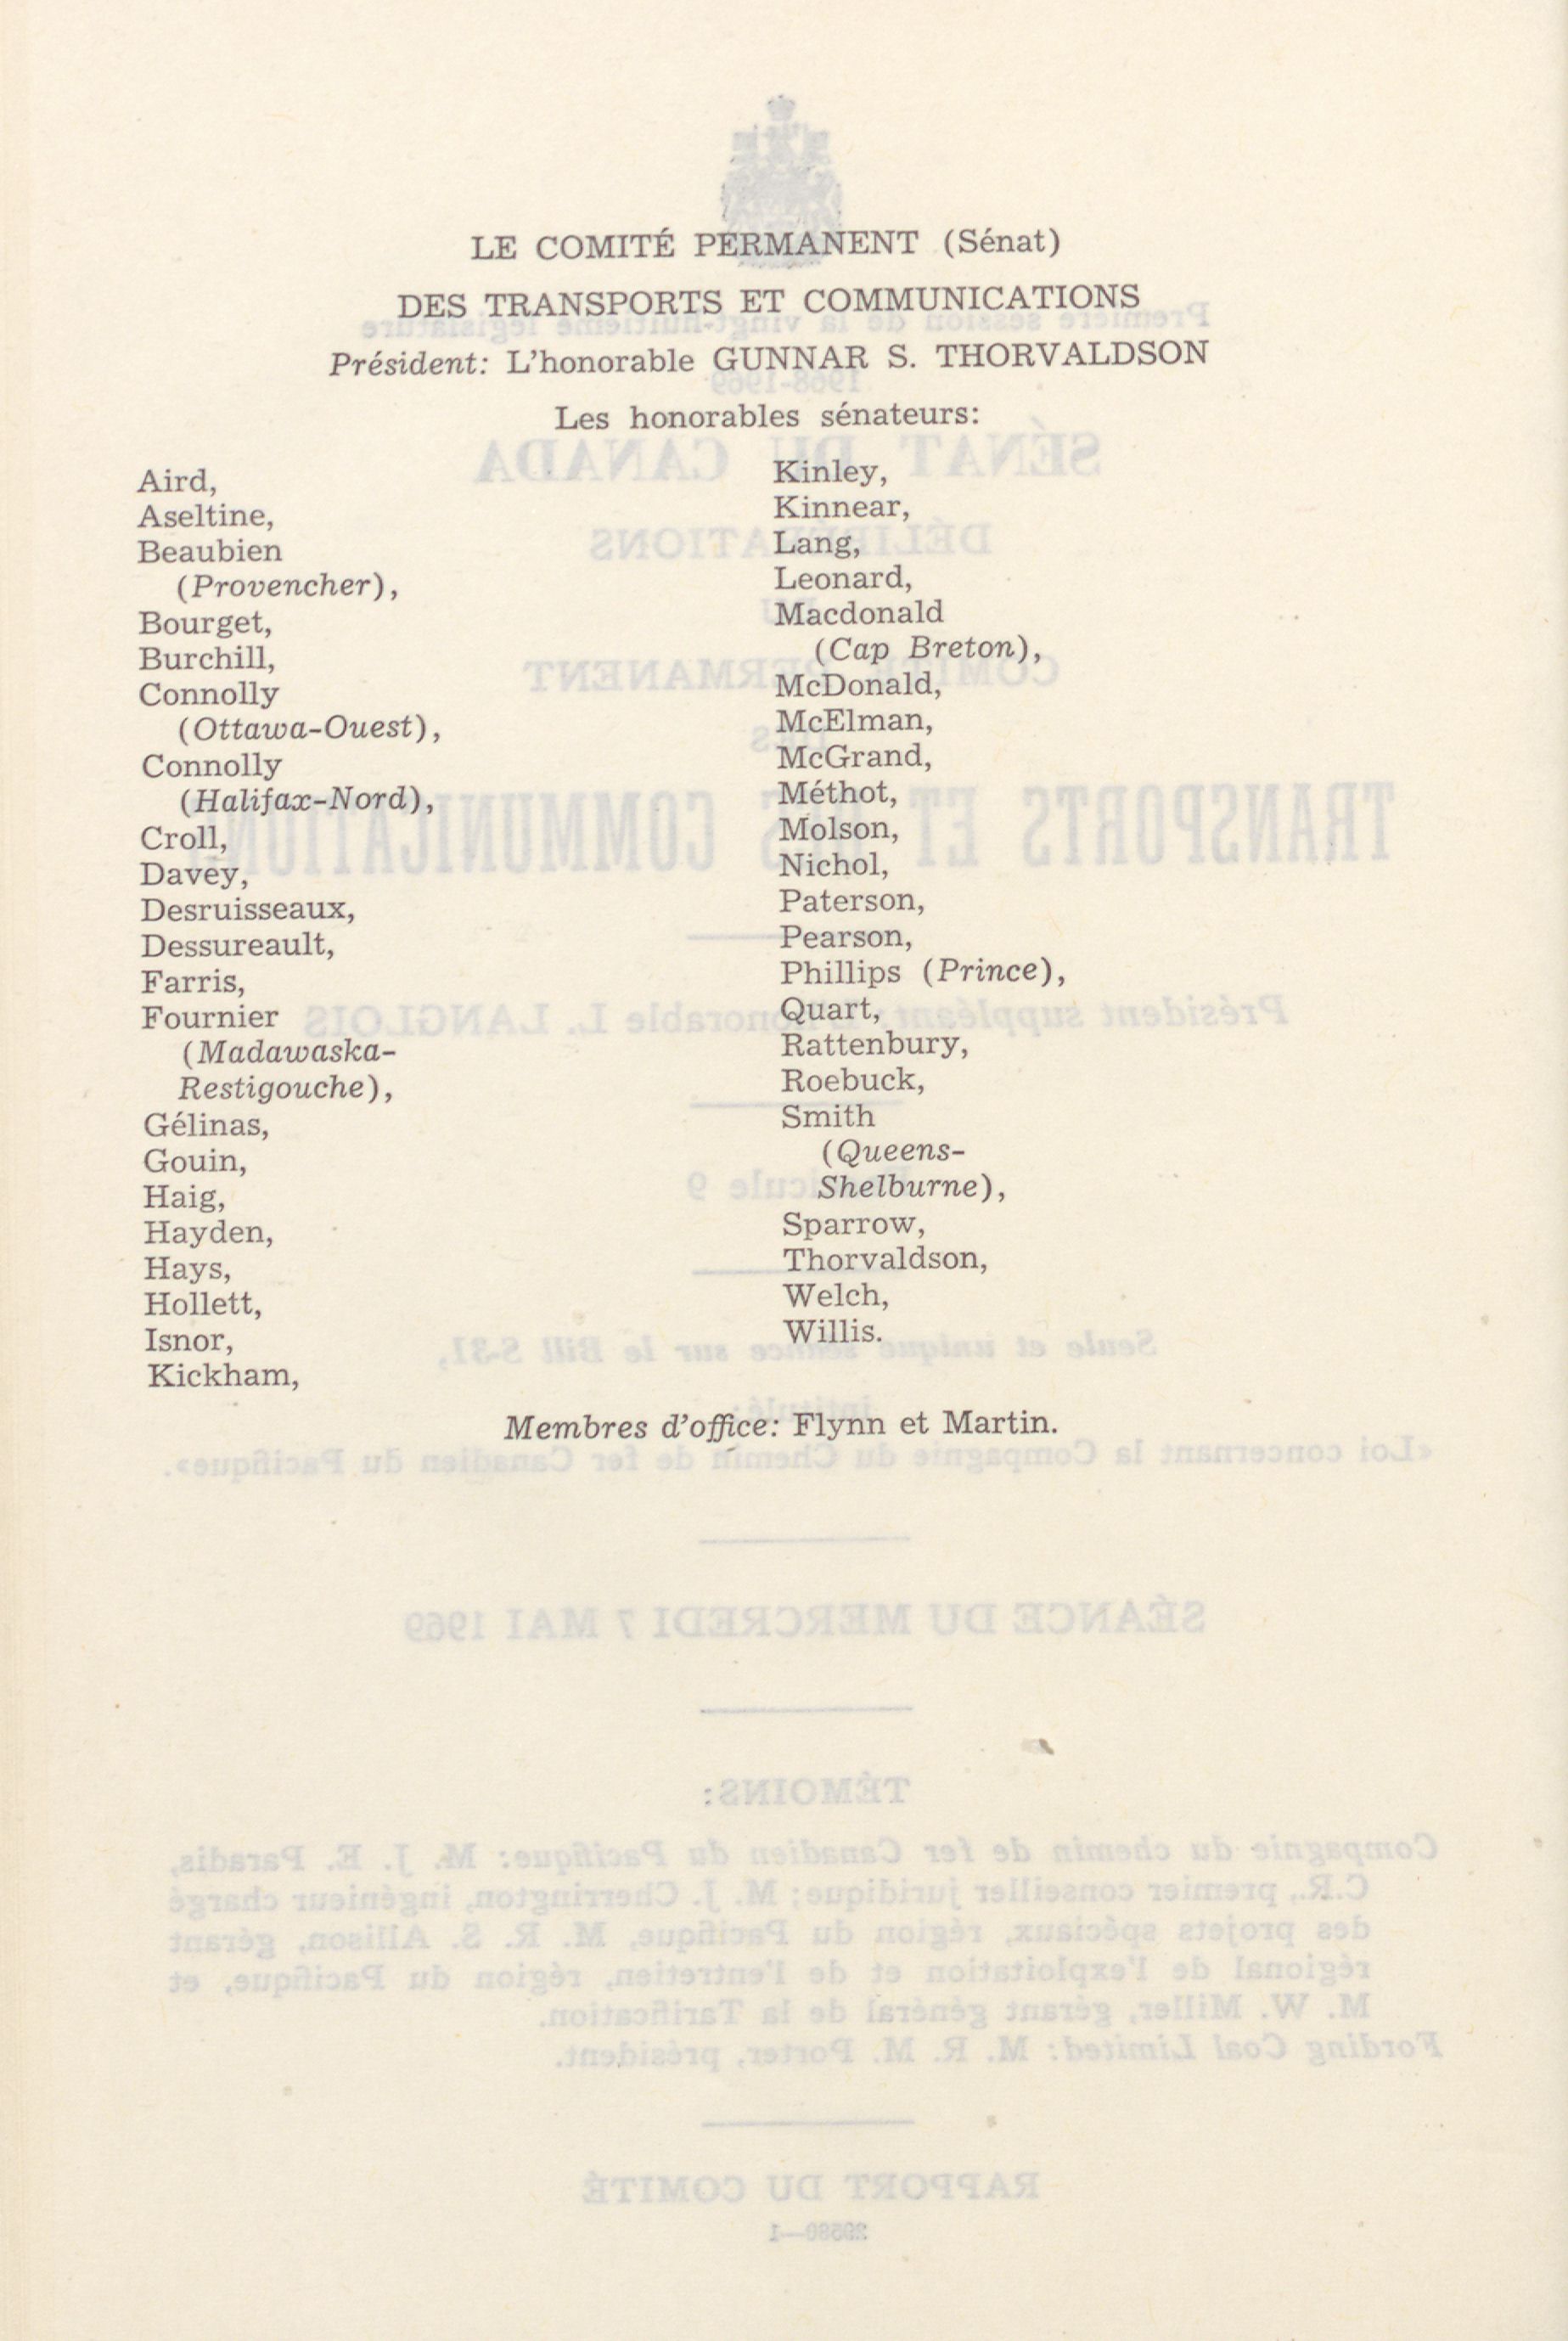 LE COMITÉ PERMANENT (Sénat)
DES TRANSPORTS ET COMMUNICATIONS
Président: L'honorable GUNNAR S. THORVALDSON
Les honorables sénateurs:
Aird,
Aseltine,
Beaubien
(Provencher),
Bourget,
Burchill,
Connolly
(Ottawa-Ouest),
Connolly
(Halifax-Nord),
Croll,
Davey,
Desruisseaux,
Dessureault,
Farris,
Fournier
(Madawaska-
Restigouche),
Gélinas,
Gouin,
Haig,
Hayden,
Hays,
Hollett,
Isnor,
Kickham,
Kinley,
Kinnear,
Lang,
Leonard,
Macdonald
(Cap Breton),
McDonald,
McElman,
McGrand,
Méthot,
Molson,
Nichol,
Paterson,
Pearson,
Phillips (Prince),
Quart,
Rattenbury,
Roebuck,
Smith
(Queens-
Shelburne),
Sparrow,
Thorvaldson,
Welch,
Willis.
Membres d'office: Flynn et Martin.